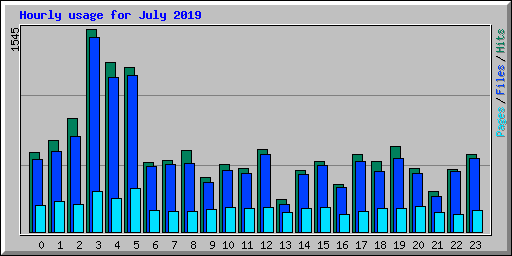 Hourly usage for July 2019
1545
Pages / Files / Hits
0 1 2 3 4 5 6 7 8 9 10 11 12 13 14 15 16 17 18 19 20 21 22 23